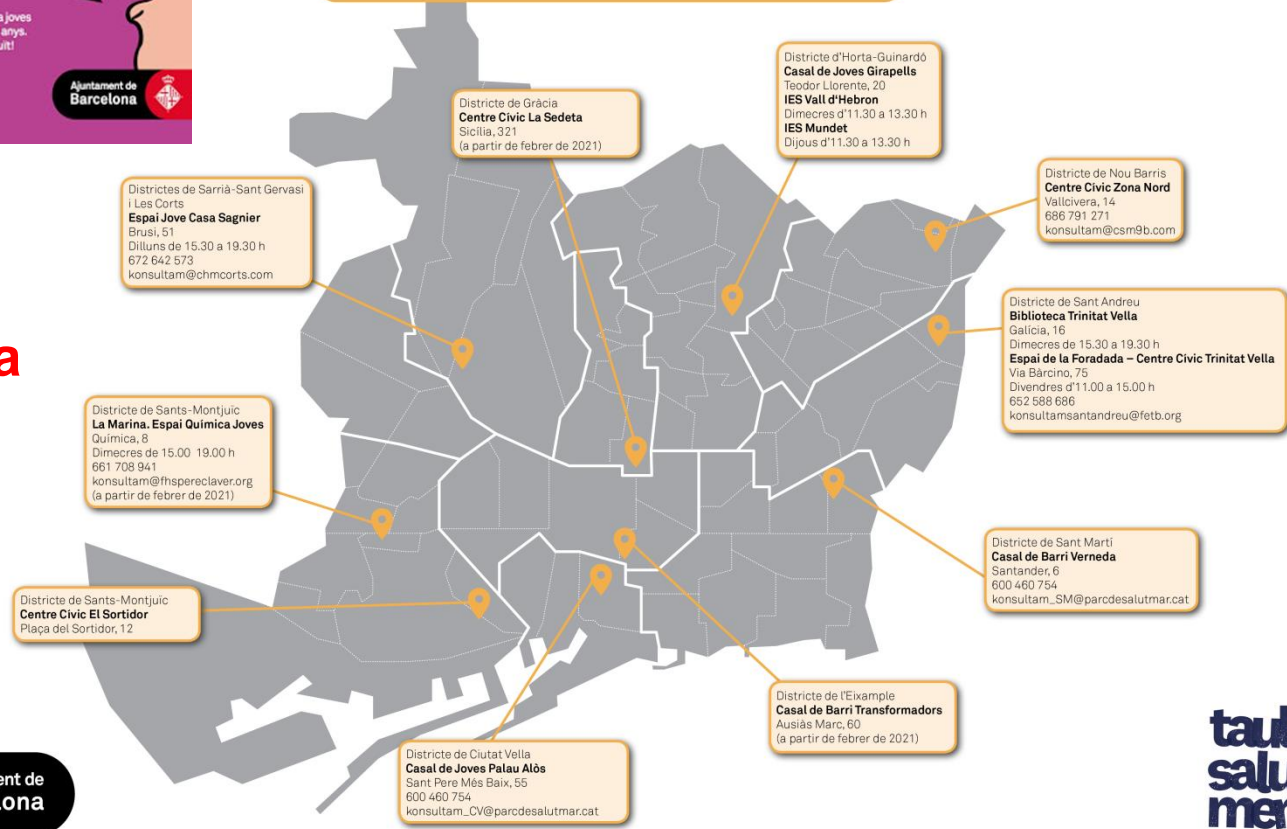 a joves
anys.
Ajuntament de
Barcelona
Districte de Gràcia
Centre Cívic La Sedeta
Sicília, 321
(a partir de febrer de 2021)
Districte d'Horta-Guinardó
Casal de Joves Girapells
Teodor Llorente, 20
IES Vall d'Hebron
Dimecres d'11.30 a 13.30 h
IES Mundet
Dijous d'11.30 a 13.30 h
Districtes de Sarrià-Sant Gervasi
i Les Corts
Espai Jove Casa Sagnier
Brusi, 51
Dilluns de 15.30 a 19.30 h
672 642 573
konsultam@chmcorts.com
Districte de Nou Barris
Centre Cívic Zona Nord
Vallcivera, 14
686 791 271
konsultam@csm9b.com
Districte de Sant Andreu
Biblioteca Trinitat Vella
Galícia, 16
Dimecres de 15.30 a 19.30 h
Espai de la Foradada – Centre Cívic Trinitat Vella
Via Bàrcino, 75
Divendres d'11.00 a 15.00 h
652 588 686
konsultamsantandreu@fetb.org
a
Districte de Sants-Montjuïc
La Marina. Espai Química Joves
Química, 8
Dimecres de 15.00 19.00 h
661 708 941
konsultam@fhspereclaver.org
(a partir de febrer de 2021)
Districte de Sant Martí
Casal de Barri Verneda
Santander, 6
600 460 754
konsultam_SM@parcdesalutmar.cat
Districte de Sants-Montjuïc
Centre Cívic El Sortidor
Plaça del Sortidor, 12
Districte de l'Eixample
Casal de Barri Transformadors
Ausiàs Marc, 60
(a partir de febrer de 2021)
Districte de Ciutat Vella
Casal de Joves Palau Alòs
Sant Pere Més Baix, 55
600 460 754
konsultam_CV@parcdesalutmar.cat
de